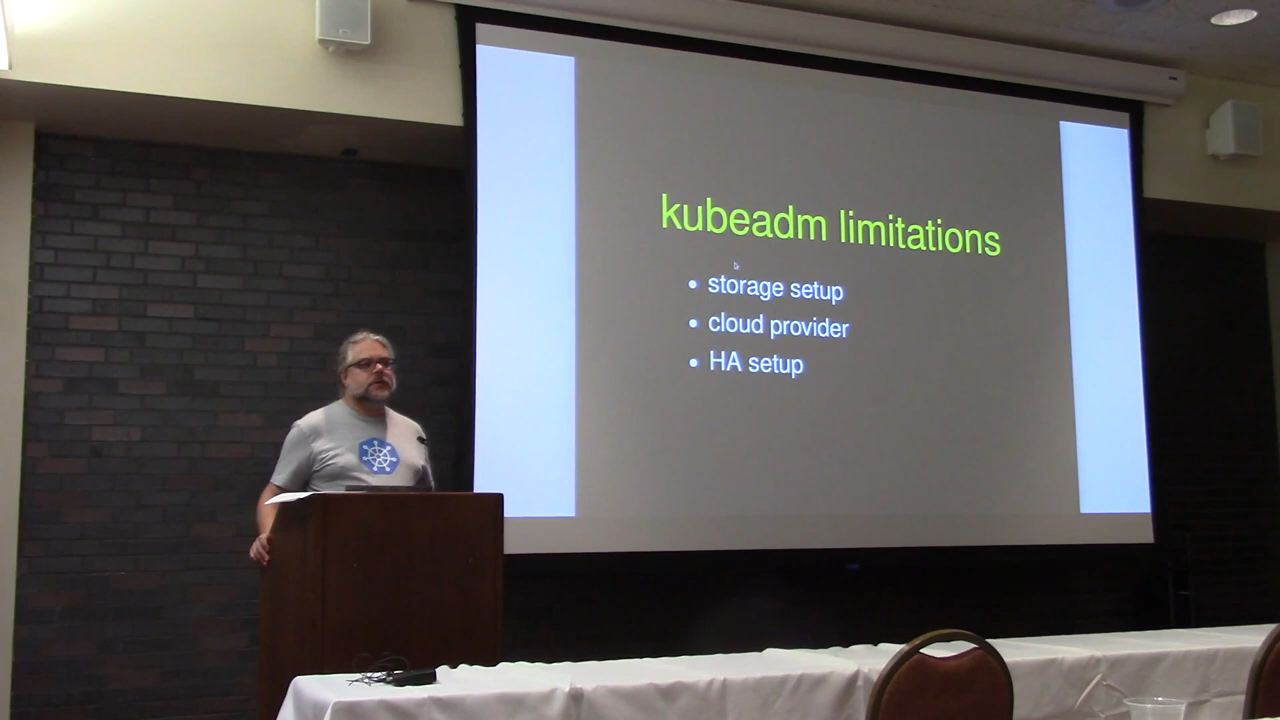 kubeadm limitations
• storage setup
• cloud provider
• HA setup